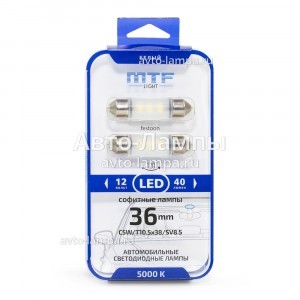 БЕЛЫЙ
MTF
LIGHT
festoon
Авто-Лампы
avto-lampa.ru
12 LED 40
СОФИТНЫЕ ЛАМПЫ
36mm
C5W/T10.5x38/SV8.5
АВТОМОБИЛЬНЫЕ
СВЕТОДИОДНЫЕ ЛАМПЫ
5000 K